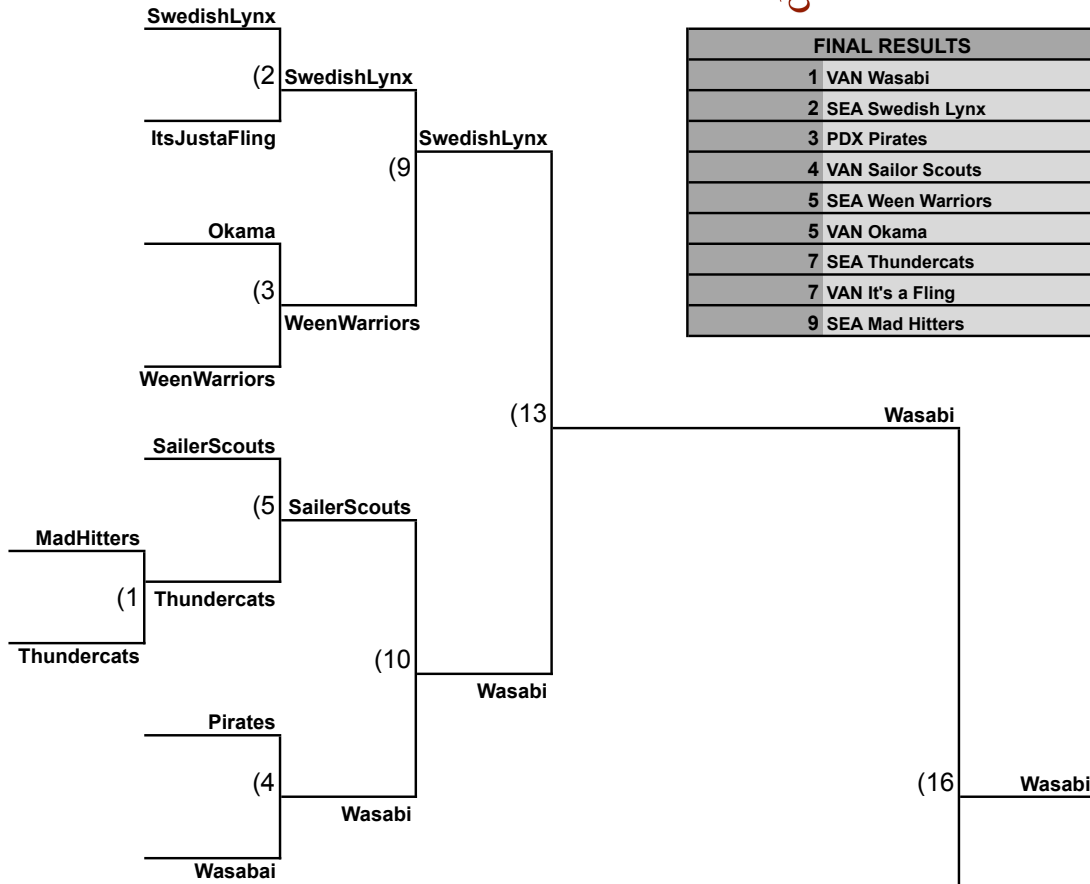 SwedishLynx
(2 SwedishLynx
ItsJustaFling
SwedishLynx
(9
Okama
(3
WeenWarriors
WeenWarriors
(13
SailerScouts
(5 SailerScouts
MadHitters
(1 Thundercats
Thundercats
(10
Wasabi
Pirates
(4
Wasabi
Wasabai
Wasabi
(16
Wasabi
FINAL RESULTS
1 VAN Wasabi
2 SEA Swedish Lynx
3 PDX Pirates
4 VAN Sailor Scouts
5 SEA Ween Warriors
5 VAN Okama
7 SEA Thundercats
7 VAN It's a Fling
9 SEA Mad Hitters